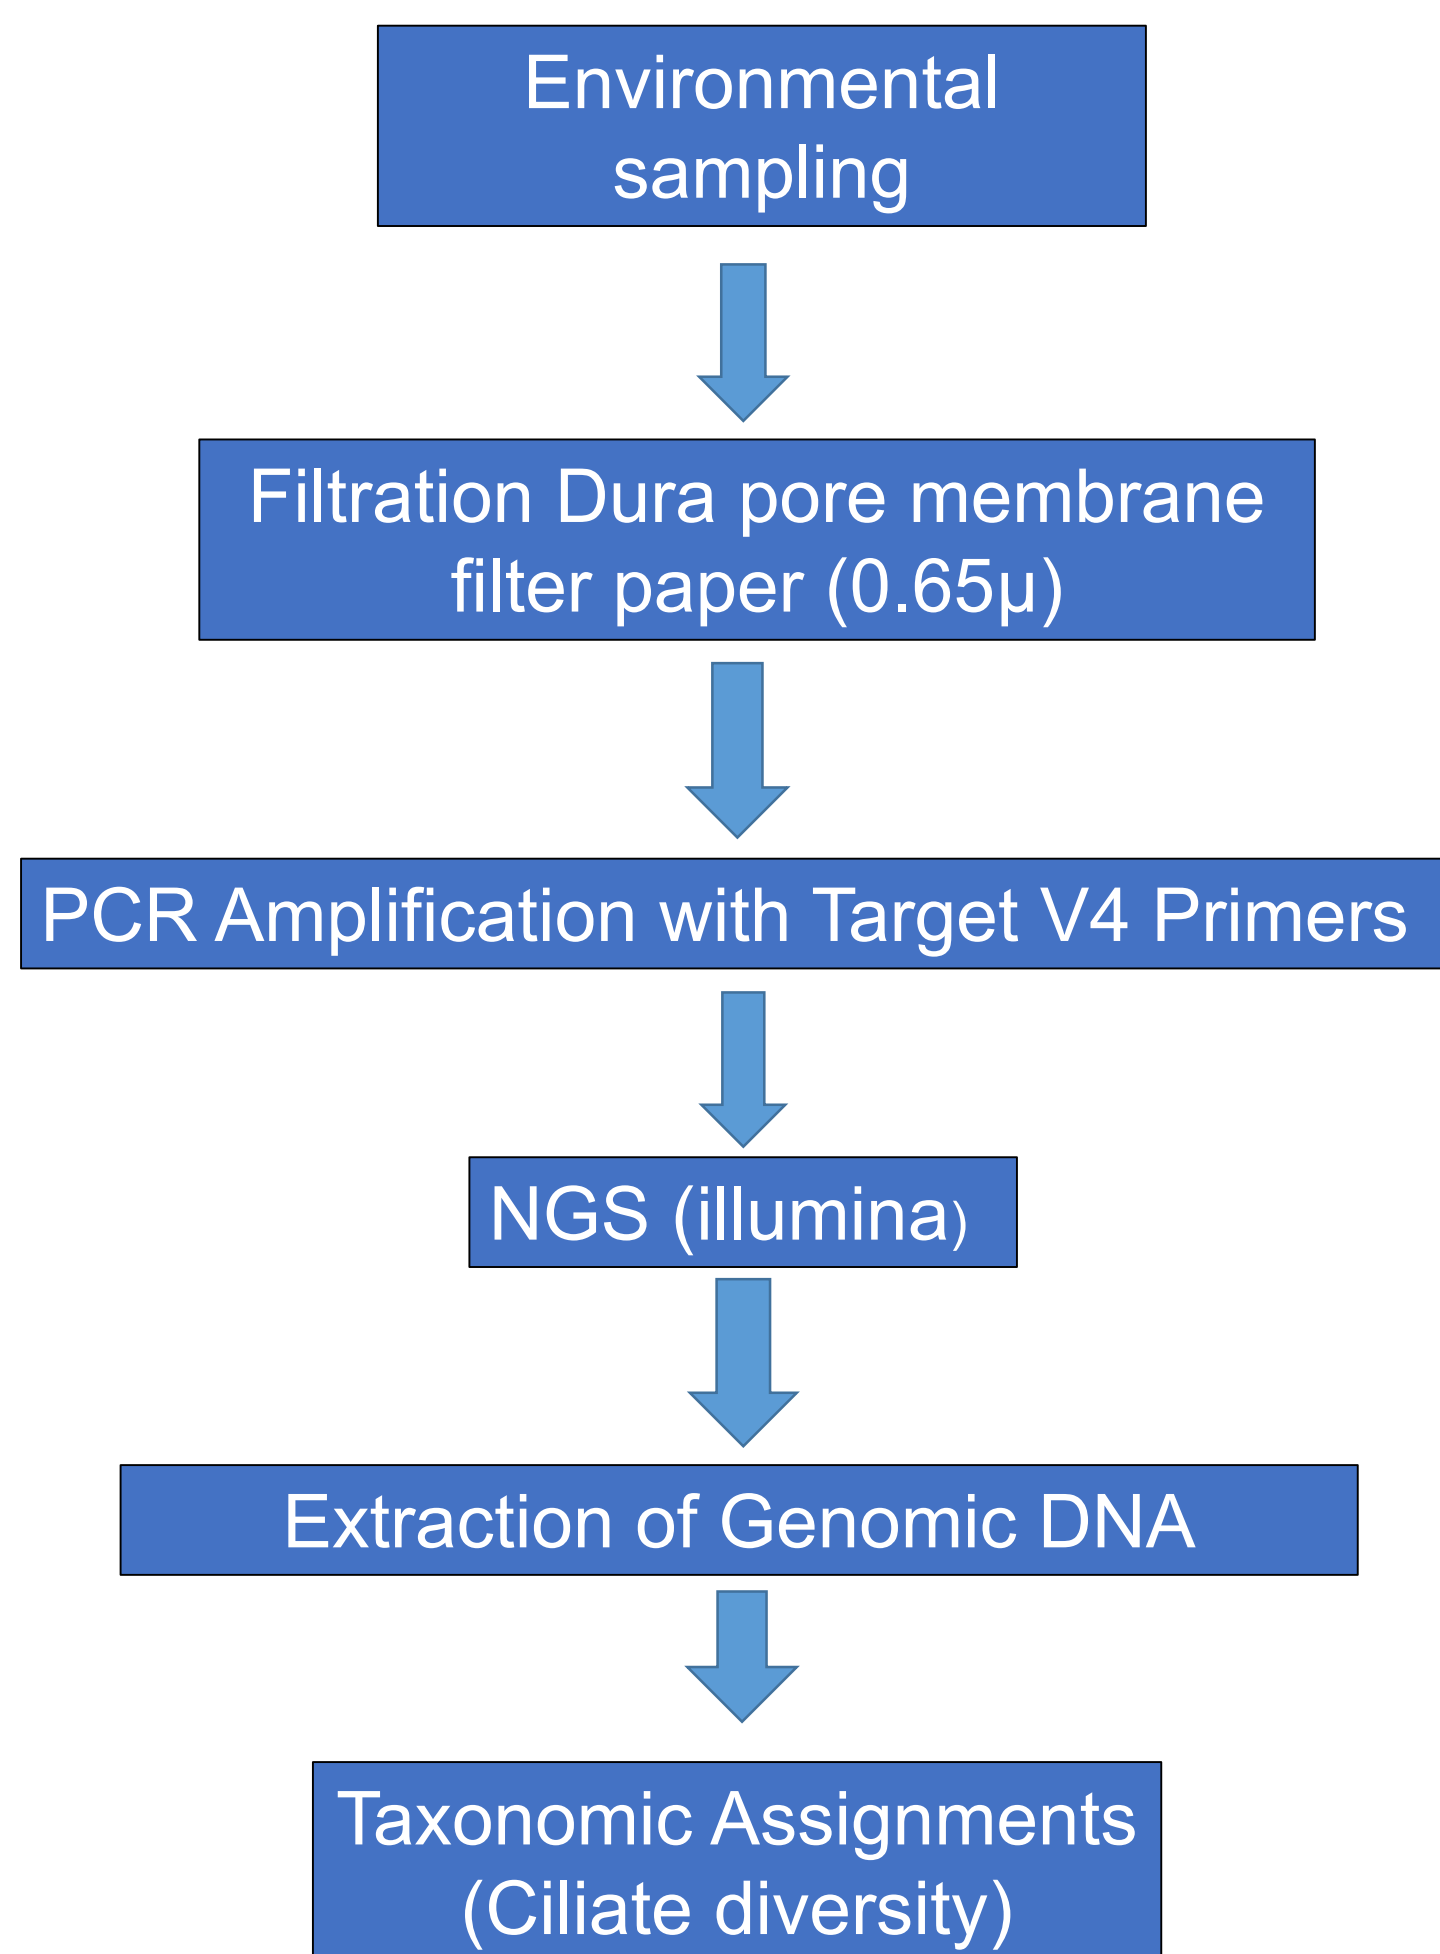 Environmental
sampling
Filtration Dura pore membrane
filter paper (0.65µ)
PCR Amplification with Target V4 Primers
NGS (illumina)
Extraction of Genomic DNA
Taxonomic Assignments
(Ciliate diversity)